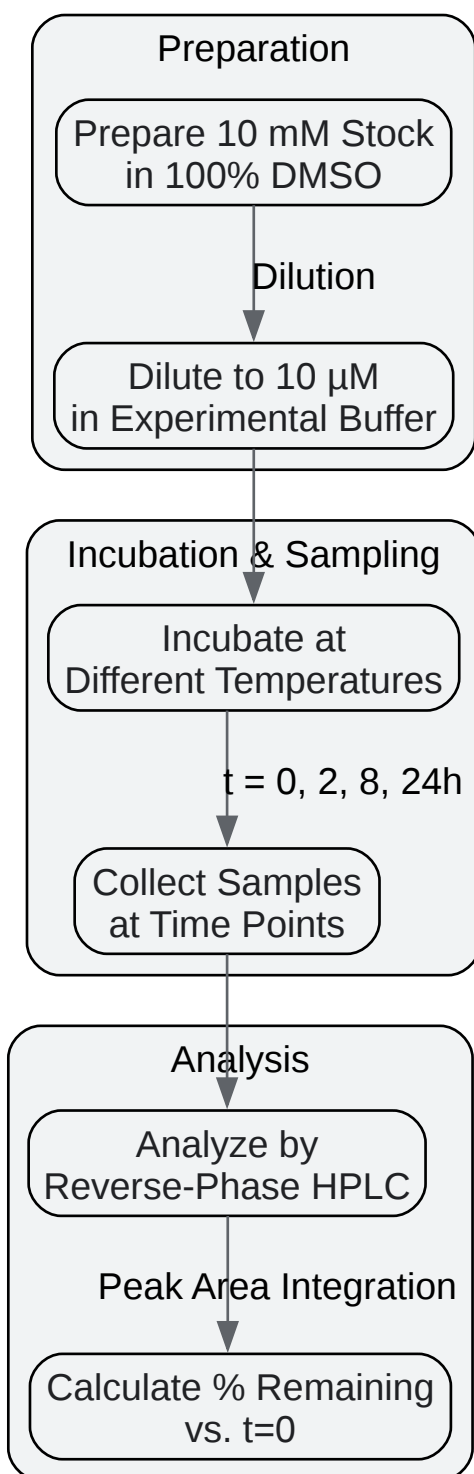 Preparation
Prepare 10 mM Stock
in 100% DMSO
Dilution
Dilute to 10 µM
in Experimental Buffer
Incubation & Sampling
Incubate at
Different Temperatures
t = 0, 2, 8, 24h
Collect Samples
at Time Points
Analysis
Analyze by
Reverse-Phase HPLC
Peak Area Integration
Calculate % Remaining
vs. t=0